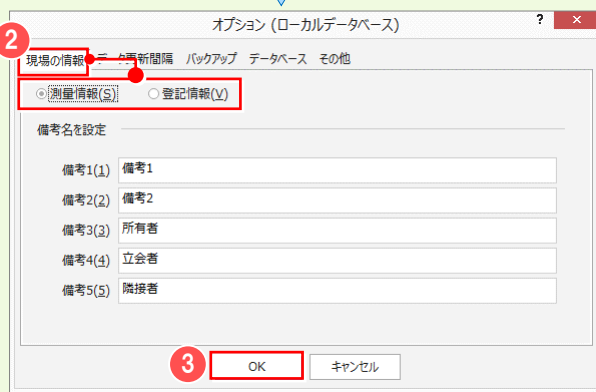 オプション (ローカルデータベース)
? ×
2
現場の情報 データ更新間隔 バックアップ データベース その他
測量情報(S) 登記情報(V)
備考名を設定
備考1(1) 備考1
備考2(2) 備考2
備考3(3) 所有者
備考4(4) 立会者
備考5(5) 隣接者
3 OK キャンセル